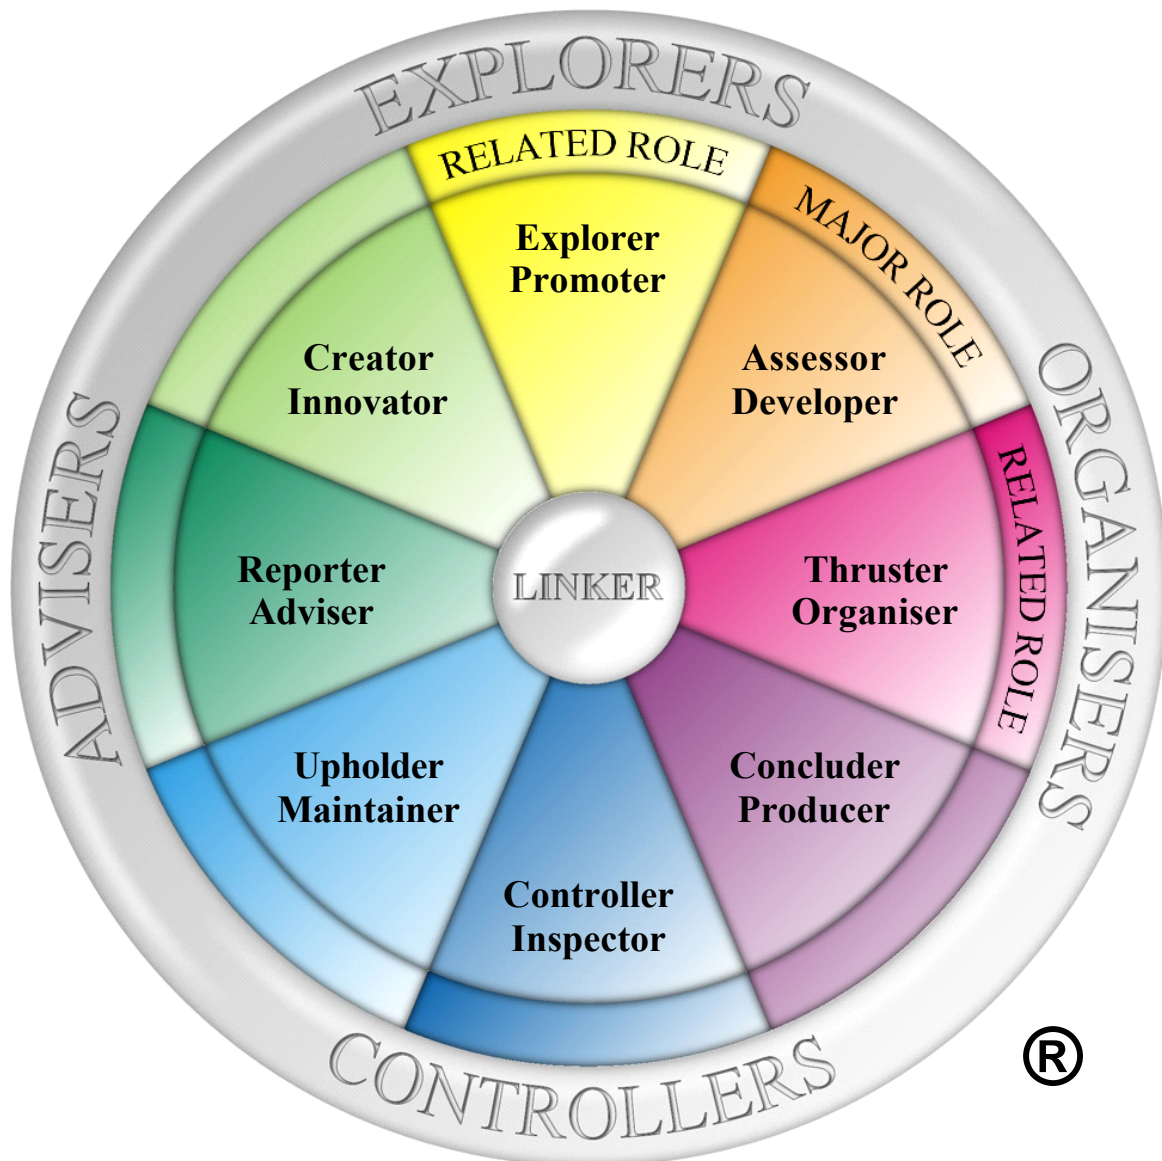 EXPLORERS
RELATED ROLE
MAJOR ROLE
Explorer
Promoter
Creator
Innovator
Assessor
Developer
ORGANISERS
RELATED ROLE
ADVISERS
Reporter
Adviser
LINKER
Thruster
Organiser
Upholder
Maintainer
Concluder
Producer
Controller
Inspector
CONTROLLERS
®